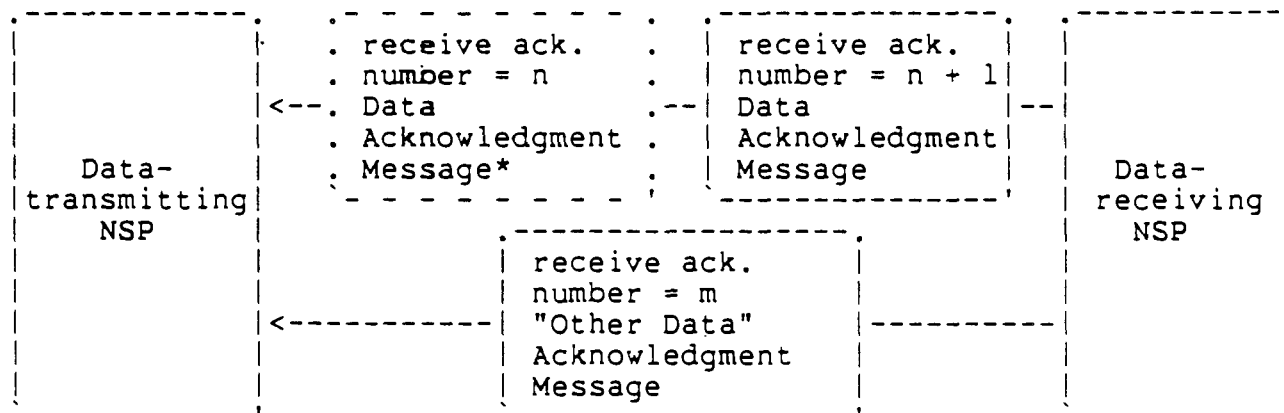 receive ack.
number = n
Data
Acknowledgment
Message*
receive ack.
number = n + 1
Data
Acknowledgment
Message
Data-
transmitting
NSP
Data-
receiving
NSP
receive ack.
number = m
"Other Data"
Acknowledgment
Message